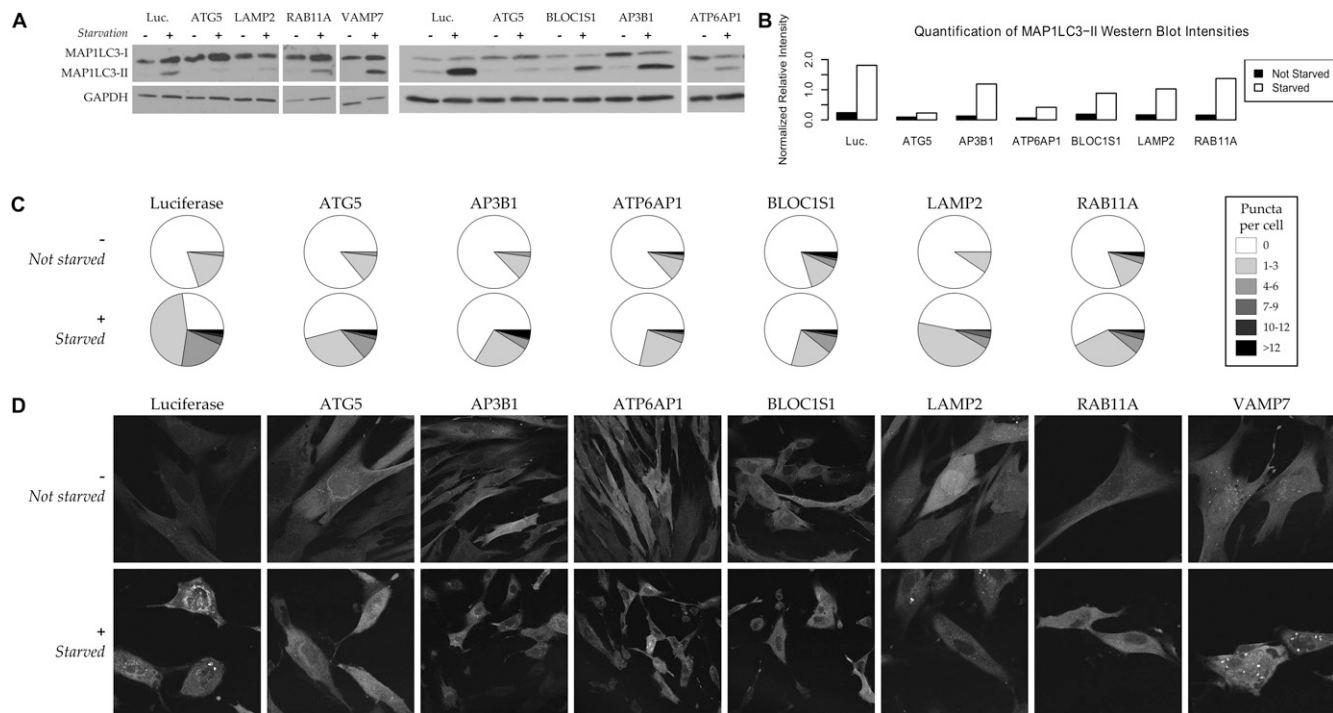 A
Luc. ATG5 LAMP2 RAB11A VAMP7 Luc. ATG5 BLOC1S1 AP3B1 ATP6AP1
Starvation - + - + - + - + - + - + - + - + - + - +
MAP1LC3-I
MAP1LC3-II
GAPDH
B
Quantification of MAP1LC3-II Western Blot Intensities
Normalized Relative Intensity
2.0
1.0
0.0
Luc. ATG5 AP3B1 ATP6AP1 BLOC1S1 LAMP2 RAB11A
Not Starved
Starved
C
Luciferase ATG5 AP3B1 ATP6AP1 BLOC1S1 LAMP2 RAB11A
-
Not starved
+
Starved
Puncta
per cell
0
1-3
4-6
7-9
10-12
>12
D
Luciferase ATG5 AP3B1 ATP6AP1 BLOC1S1 LAMP2 RAB11A VAMP7
-
Not starved
+
Starved